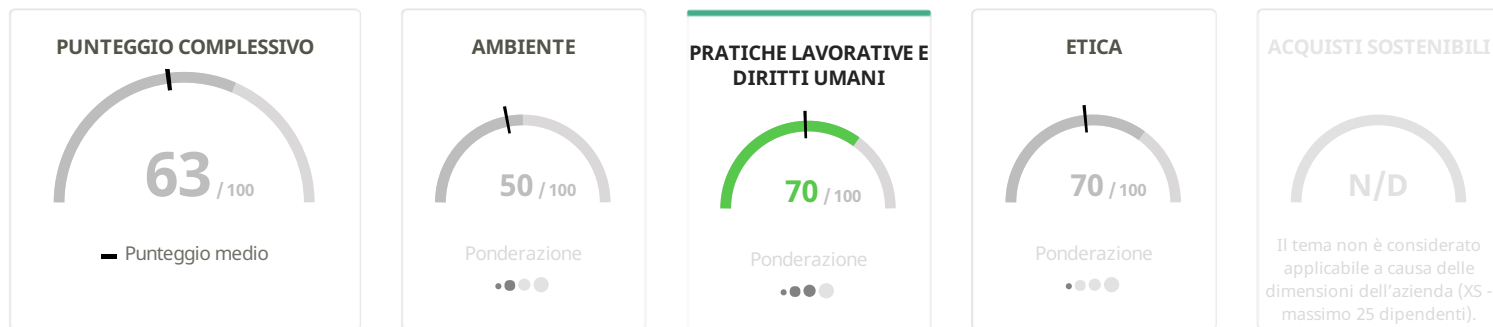 PUNTEGGIO COMPLESSIVO
63 / 100
Punteggio medio
AMBIENTE
50 / 100
Ponderazione
PRATICHE LAVORATIVE E
DIRITTI UMANI
70 / 100
Ponderazione
ETICA
70 / 100
Ponderazione
ACQUISTI SOSTENIBILI
N/D
Il tema non è considerato
applicabile a causa delle
dimensioni dell'azienda (XS -
massimo 25 dipendenti).